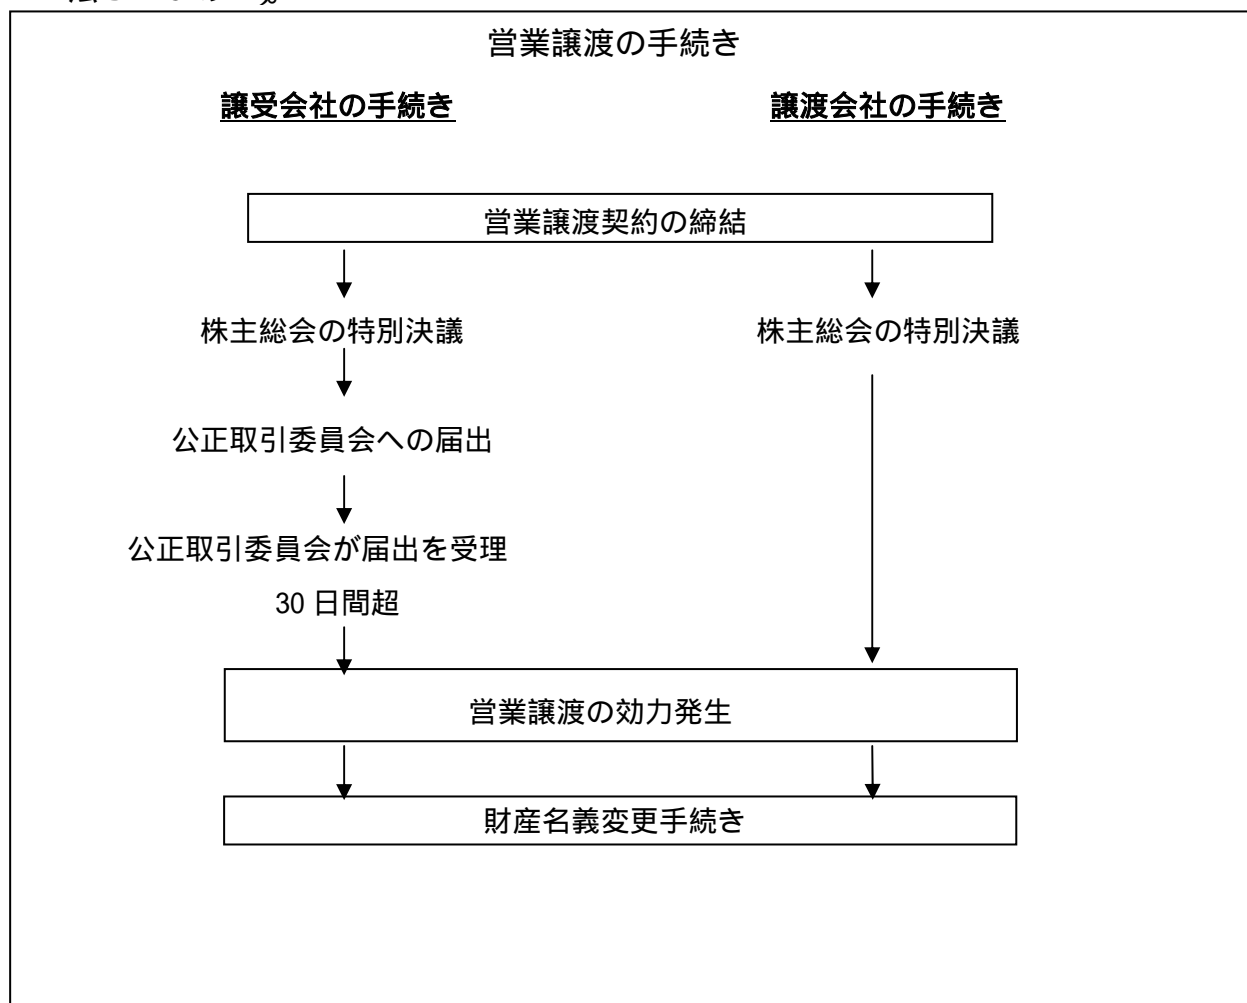 営業譲渡の手続き
譲受会社の手続き 譲渡会社の手続き
営業譲渡契約の締結
株主総会の特別決議 株主総会の特別決議
公正取引委員会への届出
公正取引委員会が届出を受理
30 日間超
営業譲渡の効力発生
財産名義変更手続き